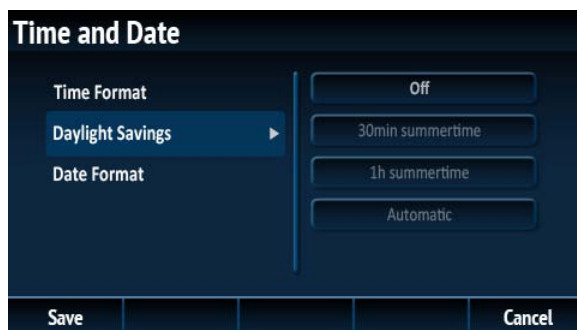 Time and Date
Time Format
Daylight Savings
Date Format
Off
30min summertime
1h summertime
Automatic
Save
Cancel